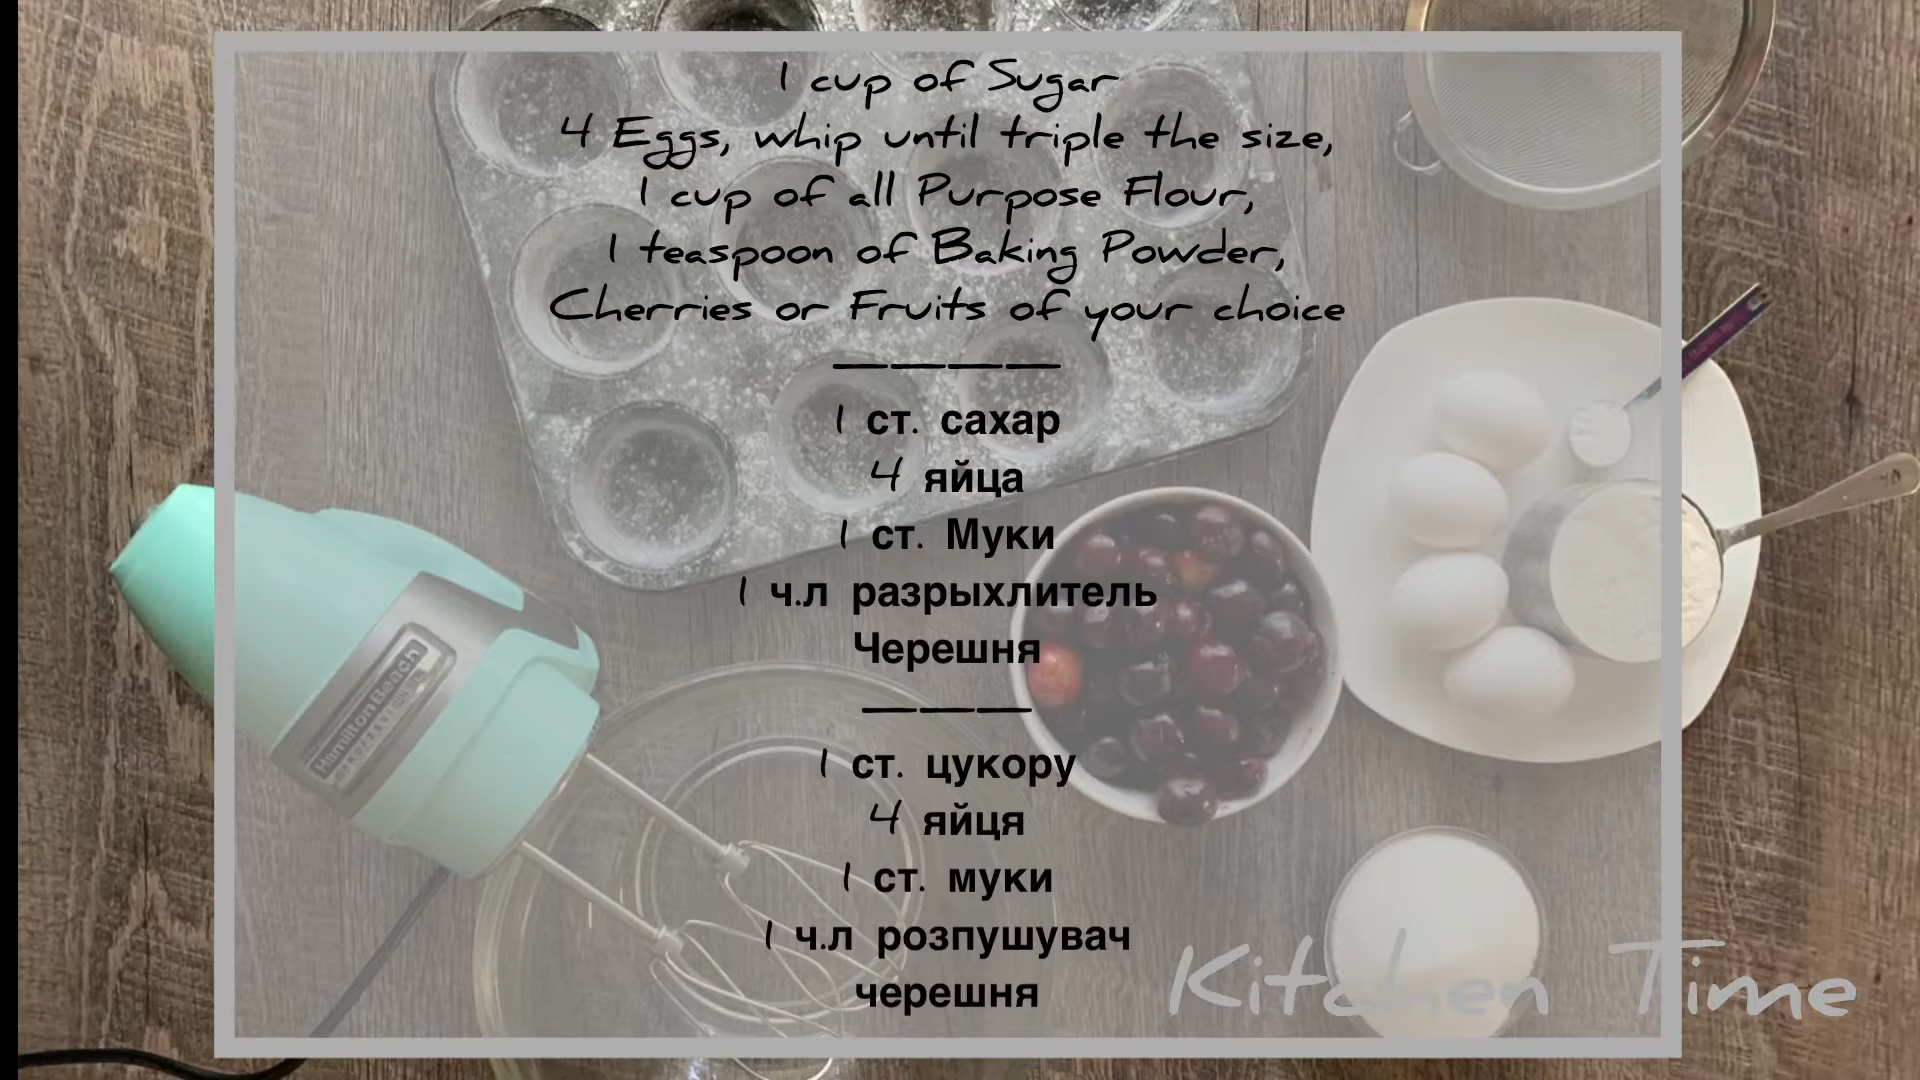 1 cup of Sugar
4 Eggs, whip until triple the size,
1 cup of all Purpose Flour,
1 teaspoon of Baking Powder,
Cherries or Fruits of your choice
————
1 ст. сахар
4 яйца
1 ст. Муки
1 ч.л разрыхлитель
Черешня
———
1 ст. цукору
4 яйця
1 ст. муки
1 ч.л розпушувач
черешня
Kitchen Time
HamiltonBeach